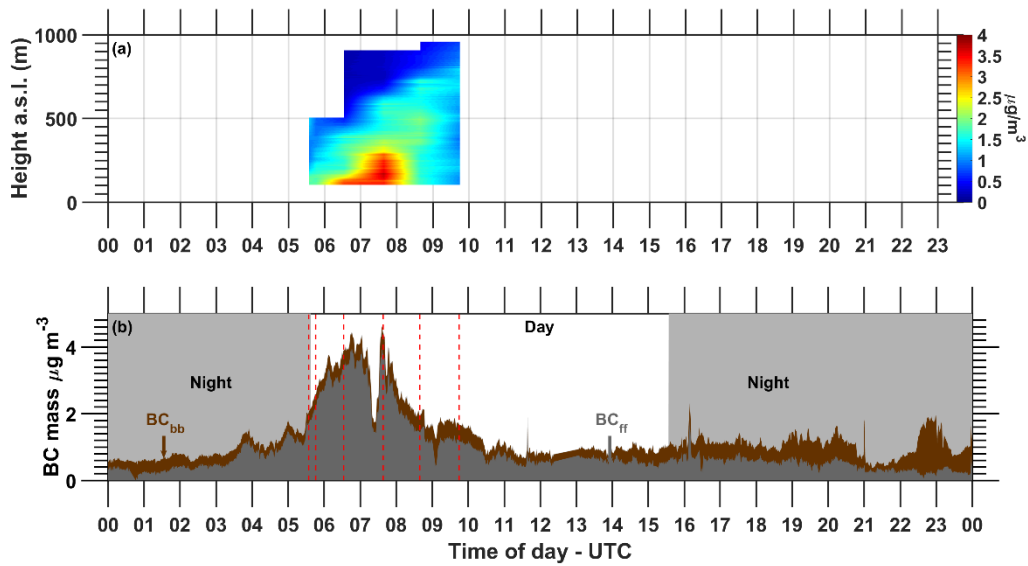 (a)
Height a.s.l. (m)
1000
500
0
00 01 02 03 04 05 06 07 08 09 10 11 12 13 14 15 16 17 18 19 20 21 22 23
4
3.5
3
2.5
2
1.5
1
0.5
0
μg/m³
(b)
BC mass μg m⁻³
4
2
0
Night
Day
Night
BC_bb
BC_ff
00 01 02 03 04 05 06 07 08 09 10 11 12 13 14 15 16 17 18 19 20 21 22 23 00
Time of day - UTC